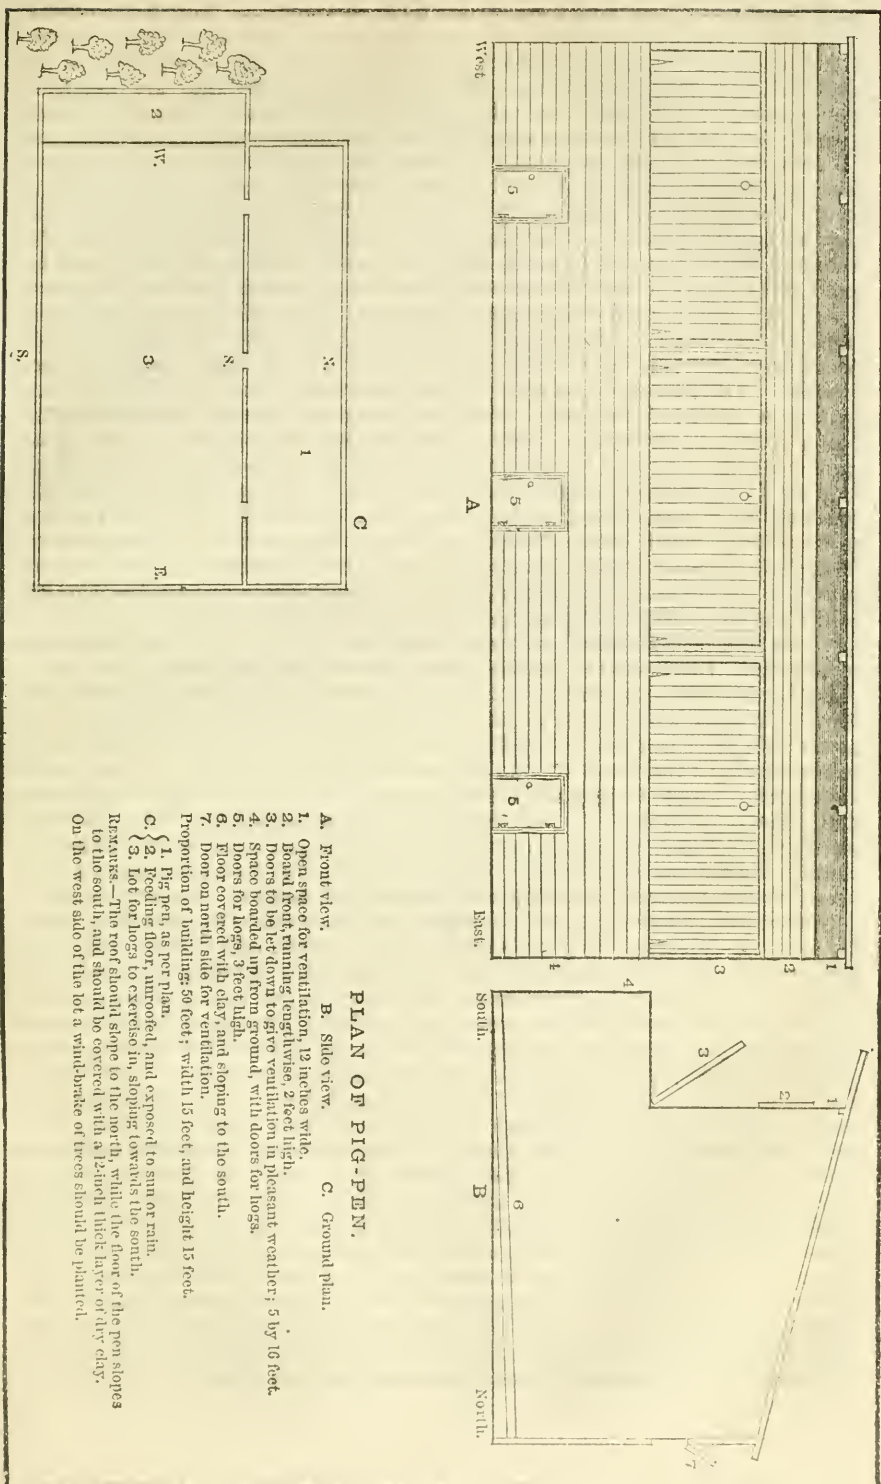 West
East.
1
2
3
4
5
5
5
A
South.
North.
1
2
3
4
6
7
B
C
N.
1
S.
3
W.
E.
2
S.
PLAN OF PIG-PEN.
A. Front view. B. Side view. C. Ground plan.
1. Open space for ventilation, 12 inches wide.
2. Board front, running lengthwise, 2 feet high.
3. Doors to be let down to give ventilation in pleasant weather; 5 by 16 feet.
4. Space boarded up from ground, with doors for hogs.
5. Doors for hogs, 3 feet high.
6. Floor covered with clay, and sloping to the south.
7. Door on north side for ventilation.
Proportion of building: 50 feet; width 15 feet, and height 15 feet.
C. { 1. Pig pen, as per plan.
2. Feeding floor, unroofed, and exposed to sun or rain.
3. Lot for hogs to exercise in, sloping towards the south.
REMARKS.—The roof should slope to the north, while the floor of the pen slopes
to the south, and should be covered with a 12-inch thick layer of dry clay.
On the west side of the lot a wind-brake of trees should be planted.